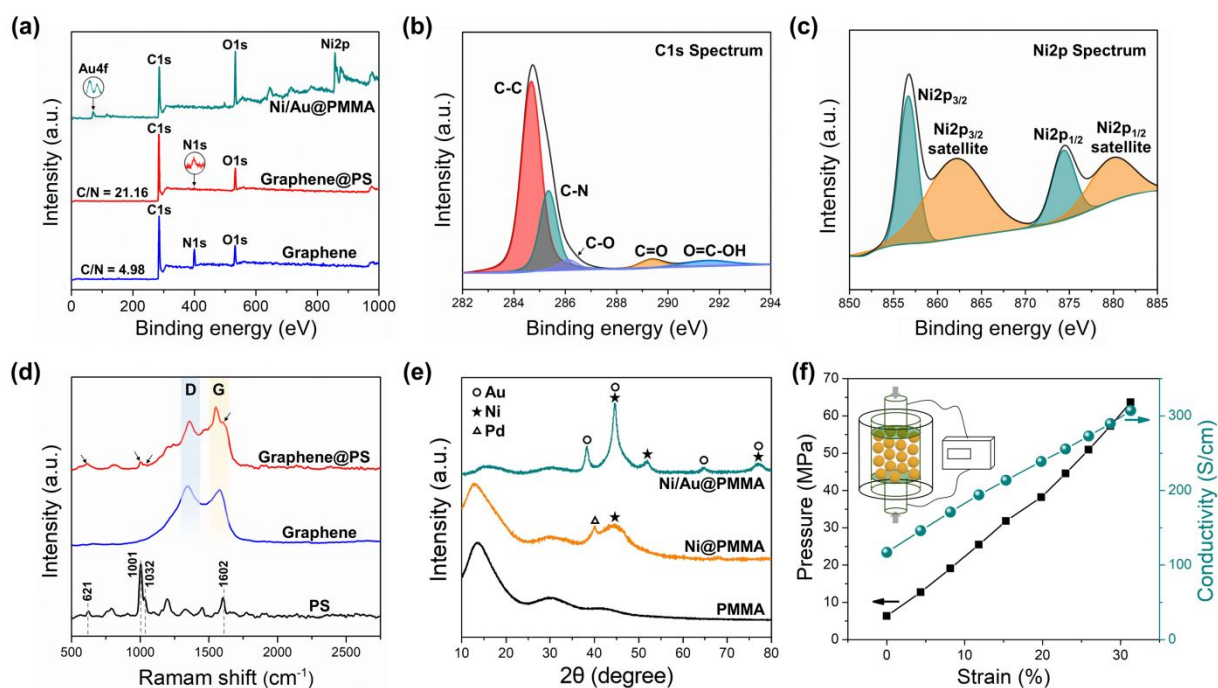 (a)
Au4f
C1s
O1s
Ni2p
Ni/Au@PMMA
C1s
N1s
O1s
C/N = 21.16
Graphene@PS
C1s
N1s
O1s
C/N = 4.98
Graphene
Intensity (a.u.)
0 200 400 600 800 1000
Binding energy (eV)
(b)
C1s Spectrum
C-C
C-N
C-O
C=O
O=C-OH
Intensity (a.u.)
282 284 286 288 290 292 294
Binding energy (eV)
(c)
Ni2p Spectrum
Ni2p3/2
Ni2p3/2
satellite
Ni2p1/2
Ni2p1/2
satellite
Intensity (a.u.)
850 855 860 865 870 875 880 885
Binding energy (eV)
(d)
D G
Graphene@PS
Graphene
621
1001
1032
1602
PS
Intensity (a.u.)
500 1000 1500 2000 2500
Ramam shift (cm-1)
(e)
Au
Ni
Pd
Ni/Au@PMMA
Ni@PMMA
PMMA
Intensity (a.u.)
10 20 30 40 50 60 70 80
2θ (degree)
(f)
70
60
50
40
30
20
10
0
Pressure (MPa)
300
200
100
0
Conductivity (S/cm)
0 10 20 30
Strain (%)